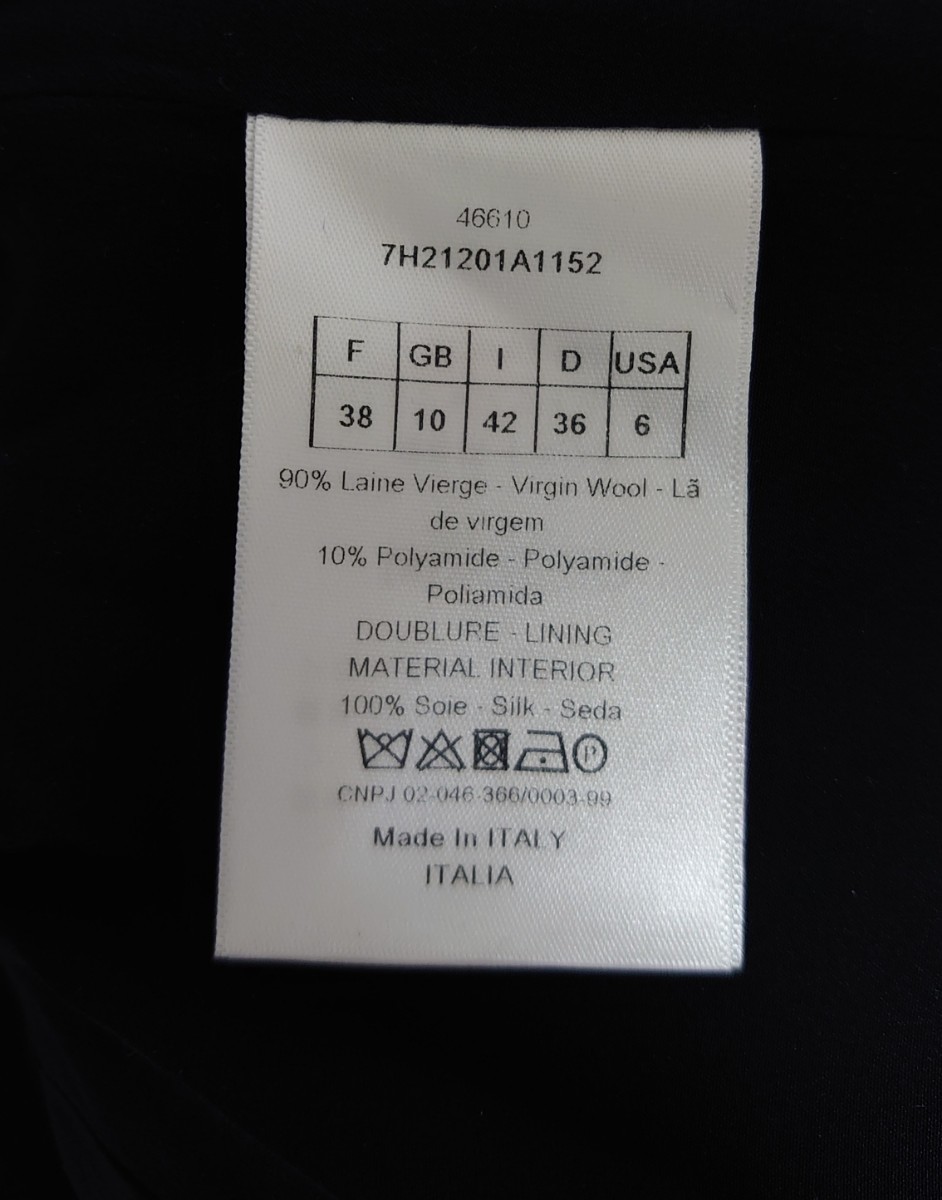 46610
7H21201A1152
F GB I D USA
38 10 42 36 6
90% Laine Vierge - Virgin Wool - Lã
de virgem
10% Polyamide - Polyamide -
Poliamida
DOUBLURE - LINING
MATERIAL INTERIOR
100% Soie - Silk - Seda
P
CNPJ 02-046-366/0003-99
Made In ITALY
ITALIA